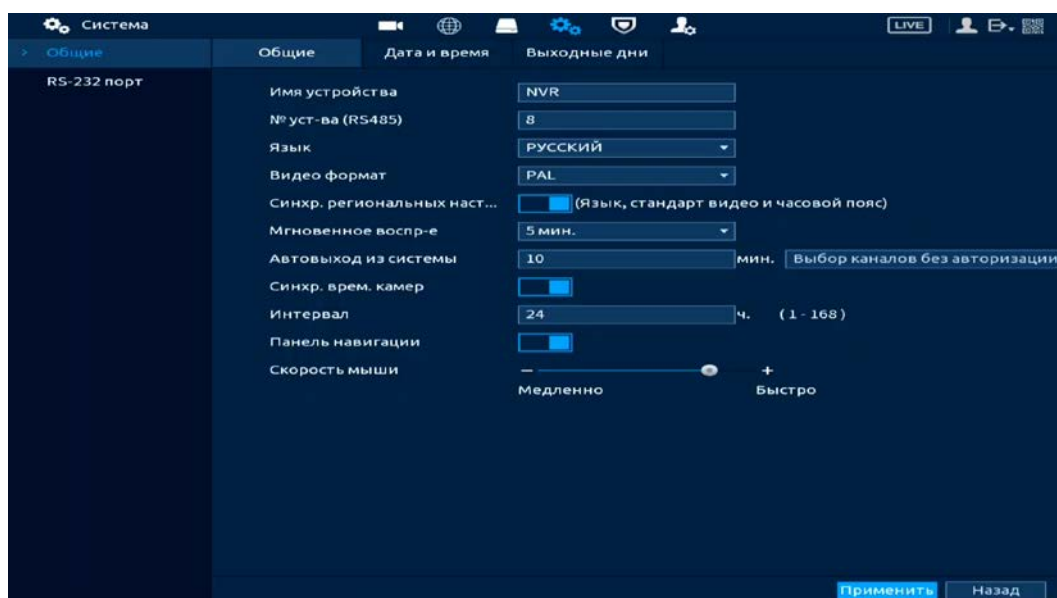 Система LIVE
> Общие Общие Дата и время Выходные дни
RS-232 порт
Имя устройства NVR
№ уст-ва (RS485) 8
Язык РУССКИЙ
Видео формат PAL
Синхр. региональных наст... (Язык, стандарт видео и часовой пояс)
Мгновенное воспр-е 5 мин.
Автовыход из системы 10 мин. Выбор каналов без авторизации
Синхр. врем. камер
Интервал 24 ч. (1 - 168)
Панель навигации
Скорость мыши − +
Медленно Быстро
Применить Назад